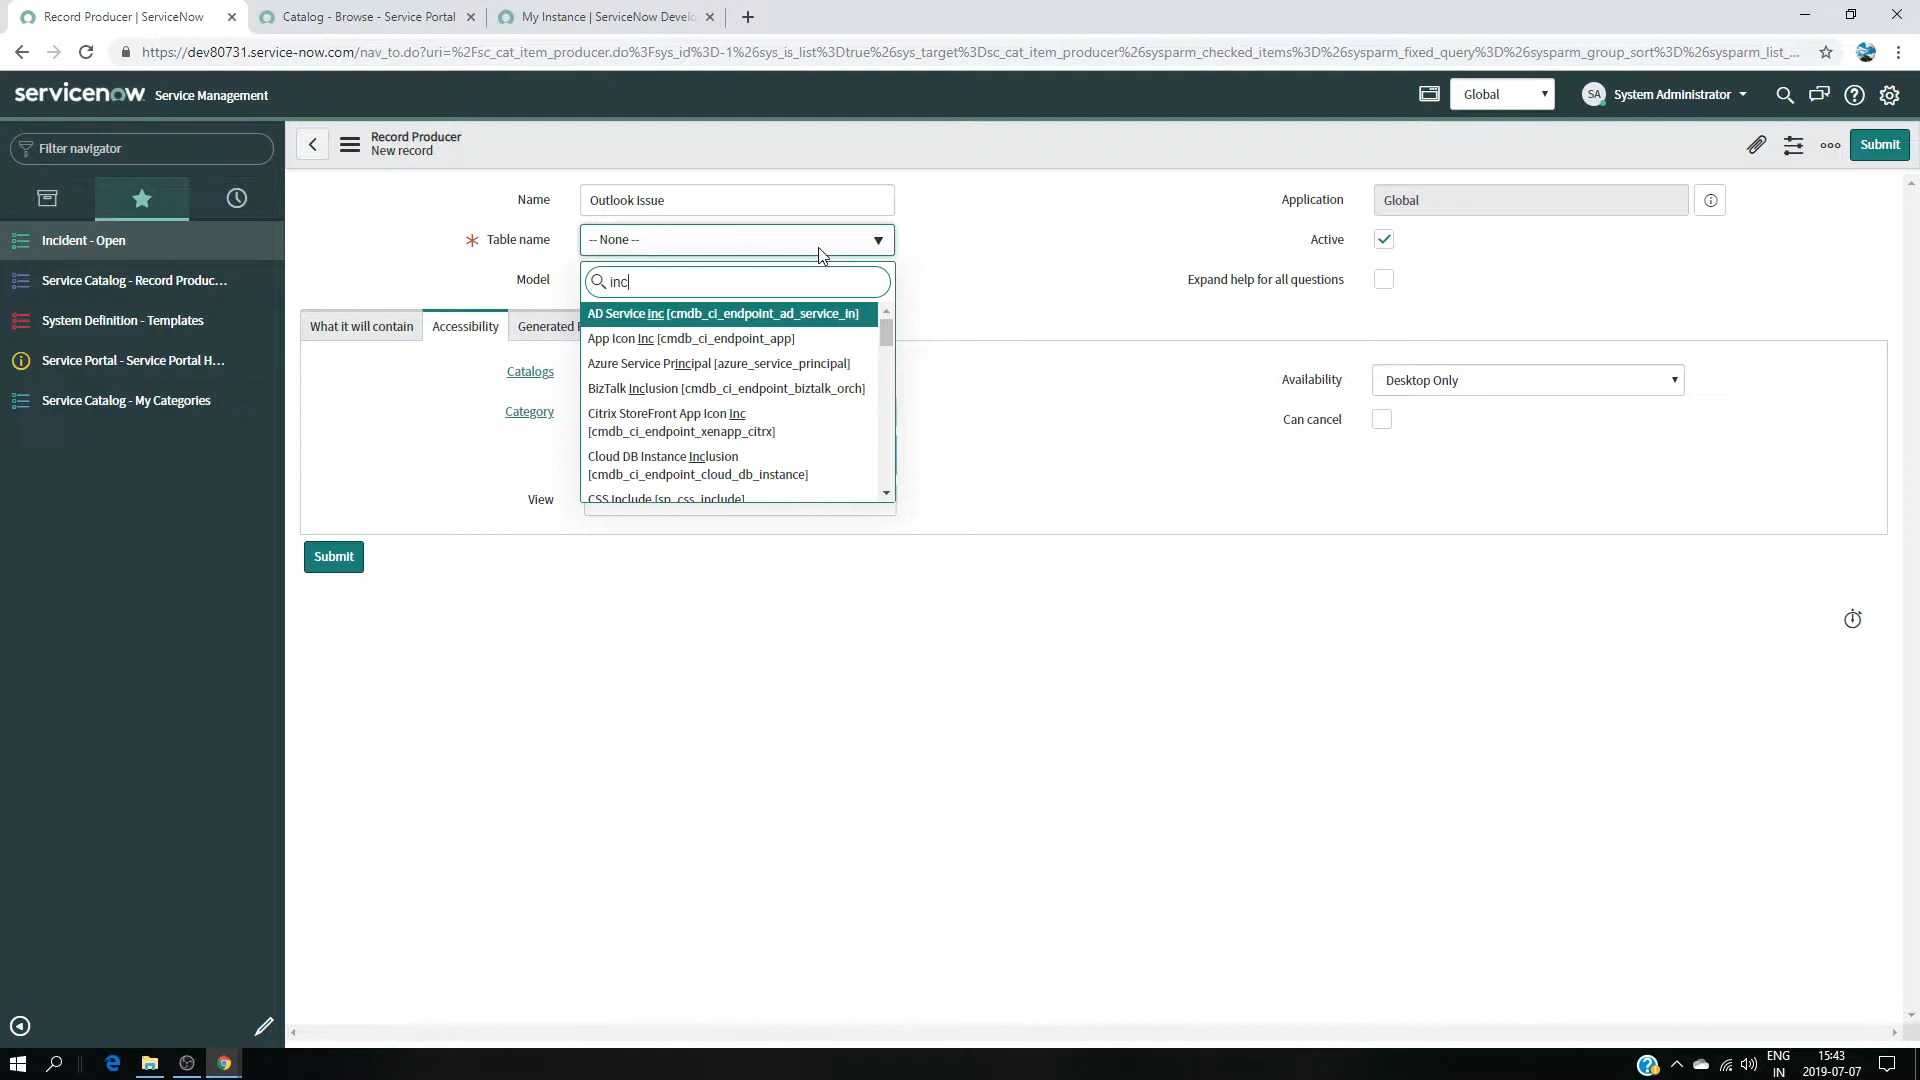 Record Producer | ServiceNow
Catalog - Browse - Service Portal
My Instance | ServiceNow Develo
https://dev80731.service-now.com/nav_to.do?uri=%2Fsc_cat_item_producer.do%3Fsys_id%3D-1%26sys_is_list%3Dtrue%26sys_target%3Dsc_cat_item_producer%26sysparm_checked_items%3D%26sysparm_fixed_query%3D%26sysparm_group_sort%3D%26sysparm_list_...
servicenow Service Management
Global
SA System Administrator
Filter navigator
Record Producer
New record
Submit
Incident - Open
Service Catalog - Record Produc...
System Definition - Templates
Service Portal - Service Portal H...
Service Catalog - My Categories
Name
Outlook Issue
Application
Global
Table name
-- None --
Active
Model
inc
Expand help for all questions
AD Service Inc [cmdb_ci_endpoint_ad_service_in]
App Icon Inc [cmdb_ci_endpoint_app]
Azure Service Principal [azure_service_principal]
BizTalk Inclusion [cmdb_ci_endpoint_biztalk_orch]
Citrix StoreFront App Icon Inc
[cmdb_ci_endpoint_xenapp_citrx]
Cloud DB Instance Inclusion
[cmdb_ci_endpoint_cloud_db_instance]
CSS Include [sp_css_include]
What it will contain
Accessibility
Generated
Catalogs
Category
View
Availability
Desktop Only
Can cancel
Submit
ENG
IN
15:43
2019-07-07